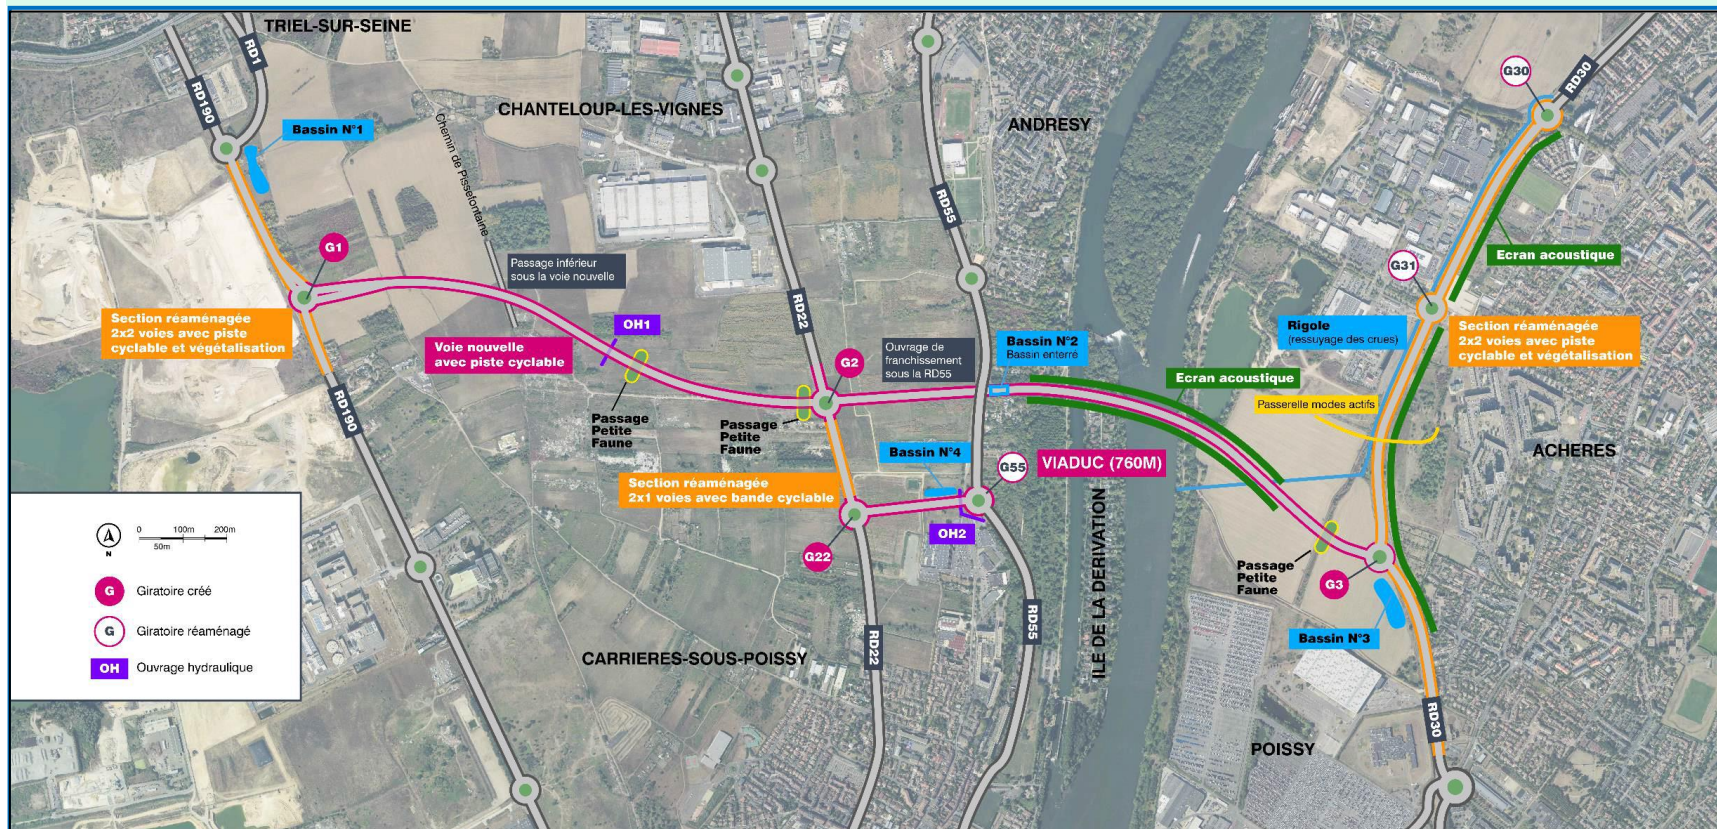 TRIEL-SUR-SEINE
RD1
RD190
Bassin N°1
CHANTELOUP-LES-VIGNES
Chemin de Pissefontaine
ANDRESY
RD55
G30
RD30
G1
Passage inférieur
sous la voie nouvelle
G31
Ecran acoustique
Section réaménagée
2x2 voies avec piste
cyclable et végétalisation
OH1
Voie nouvelle
avec piste cyclable
RD22
G2
Ouvrage de
franchissement
sous la RD55
Bassin N°2
Bassin enterré
Rigole
(ressuyage des crues)
Section réaménagée
2x2 voies avec piste
cyclable et végétalisation
Ecran acoustique
Passerelle modes actifs
RD190
Passage
Petite
Faune
Passage
Petite
Faune
Bassin N°4
G55
VIADUC (760M)
ACHERES
Section réaménagée
2x1 voies avec bande cyclable
OH2
G22
ILE DE LA DERIVATION
Passage
Petite
Faune
G3
Bassin N°3
RD55
RD22
CARRIERES-SOUS-POISSY
RD30
POISSY
N
0 100m 200m
50m
G Giratoire créé
G Giratoire réaménagé
OH Ouvrage hydraulique